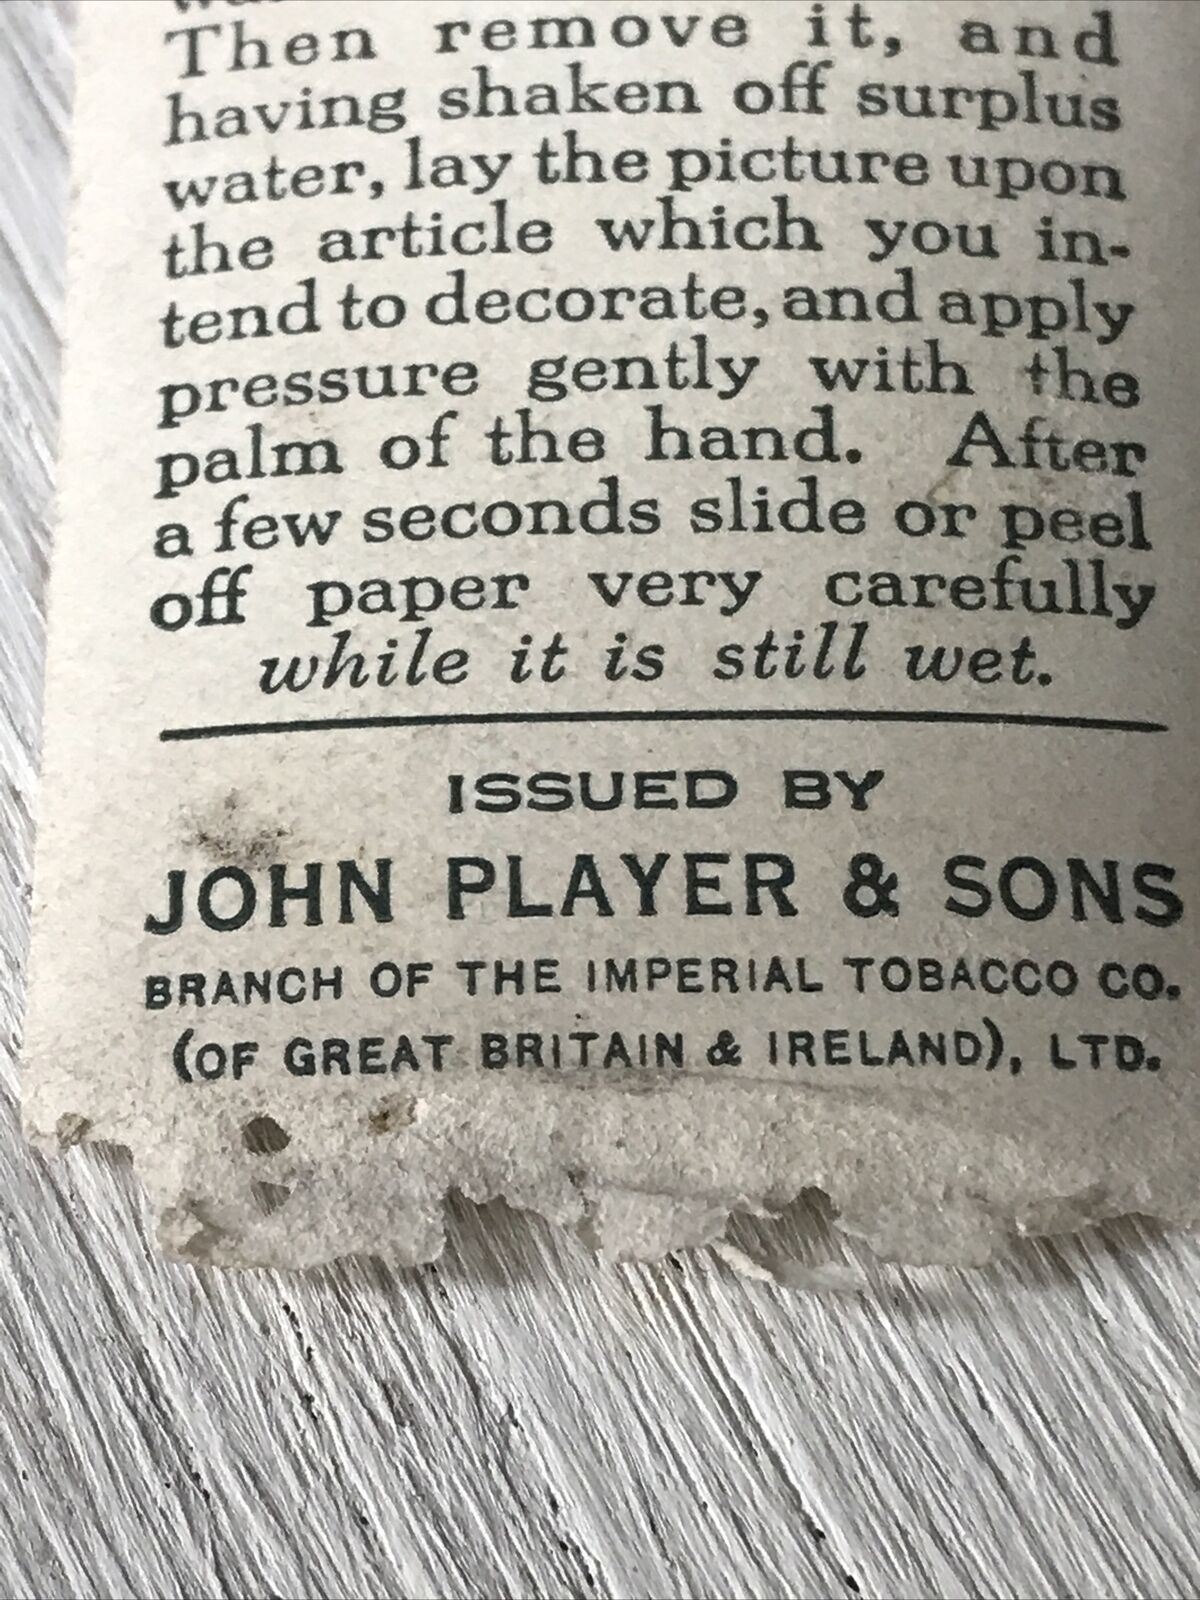 Then remove it, and
having shaken off surplus
water, lay the picture upon
the article which you in-
tend to decorate, and apply
pressure gently with the
palm of the hand. After
a few seconds slide or peel
off paper very carefully
while it is still wet.
ISSUED BY
JOHN PLAYER & SONS
BRANCH OF THE IMPERIAL TOBACCO CO.
(OF GREAT BRITAIN & IRELAND), LTD.